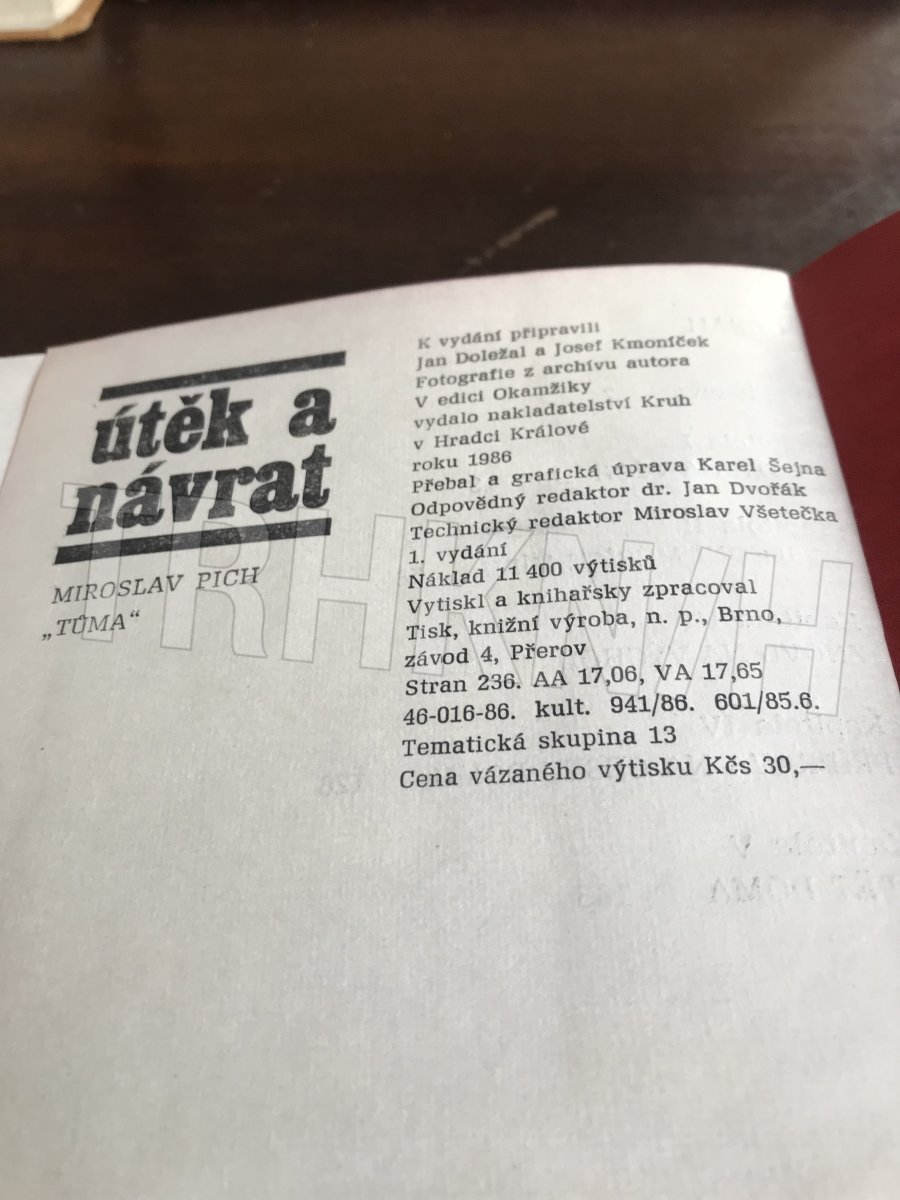 útěk a
návrat
MIROSLAV PICH
„TŮMA“
K vydání připravili
Jan Doležal a Josef Kmoníček
Fotografie z archívu autora
V edici Okamžiky
vydalo nakladatelství Kruh
v Hradci Králové
roku 1986
Přebal a grafická úprava Karel Šejna
Odpovědný redaktor dr. Jan Dvořák
Technický redaktor Miroslav Všetečka
1. vydání
Náklad 11 400 výtisků
Vytiskl a knihařsky zpracoval
Tisk, knižní výroba, n. p., Brno,
závod 4, Přerov
Stran 236. AA 17,06, VA 17,65
46-016-86. kult. 941/86. 601/85.6.
Tematická skupina 13
Cena vázaného výtisku Kčs 30,—
TRHKNIH